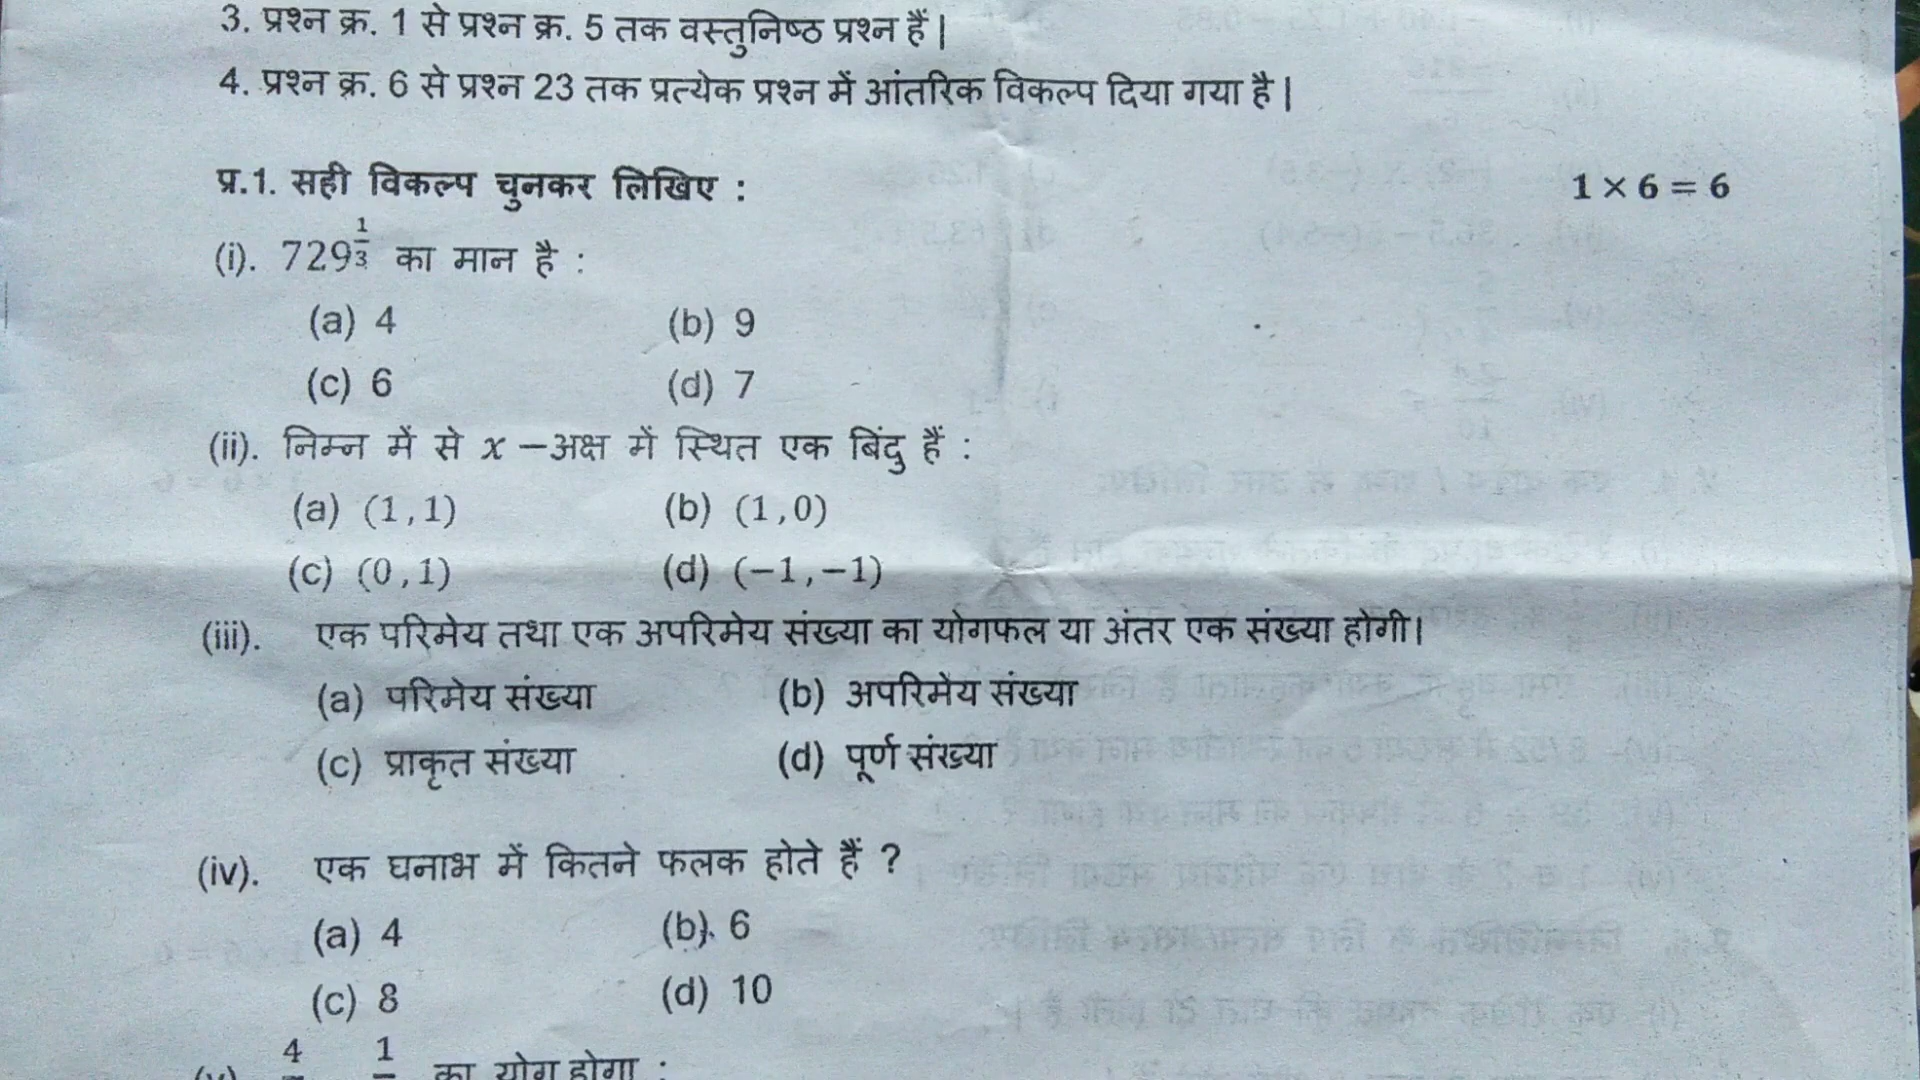 3. प्रश्न क्र. 1 से प्रश्न क्र. 5 तक वस्तुनिष्ठ प्रश्न हैं|
4. प्रश्न क्र. 6 से प्रश्न 23 तक प्रत्येक प्रश्न में आंतरिक विकल्प दिया गया है|
प्र.1. सही विकल्प चुनकर लिखिए : 1 × 6 = 6
(i). 729^(1/3) का मान है :
(a) 4 (b) 9
(c) 6 (d) 7
(ii). निम्न में से x –अक्ष में स्थित एक बिंदु हैं :
(a) (1,1) (b) (1,0)
(c) (0,1) (d) (−1,−1)
(iii). एक परिमेय तथा एक अपरिमेय संख्या का योगफल या अंतर एक संख्या होगी|
(a) परिमेय संख्या (b) अपरिमेय संख्या
(c) प्राकृत संख्या (d) पूर्ण संख्या
(iv). एक घनाभ में कितने फलक होते हैं ?
(a) 4 (b). 6
(c) 8 (d) 10
(v) 4 1 का योग होगा :